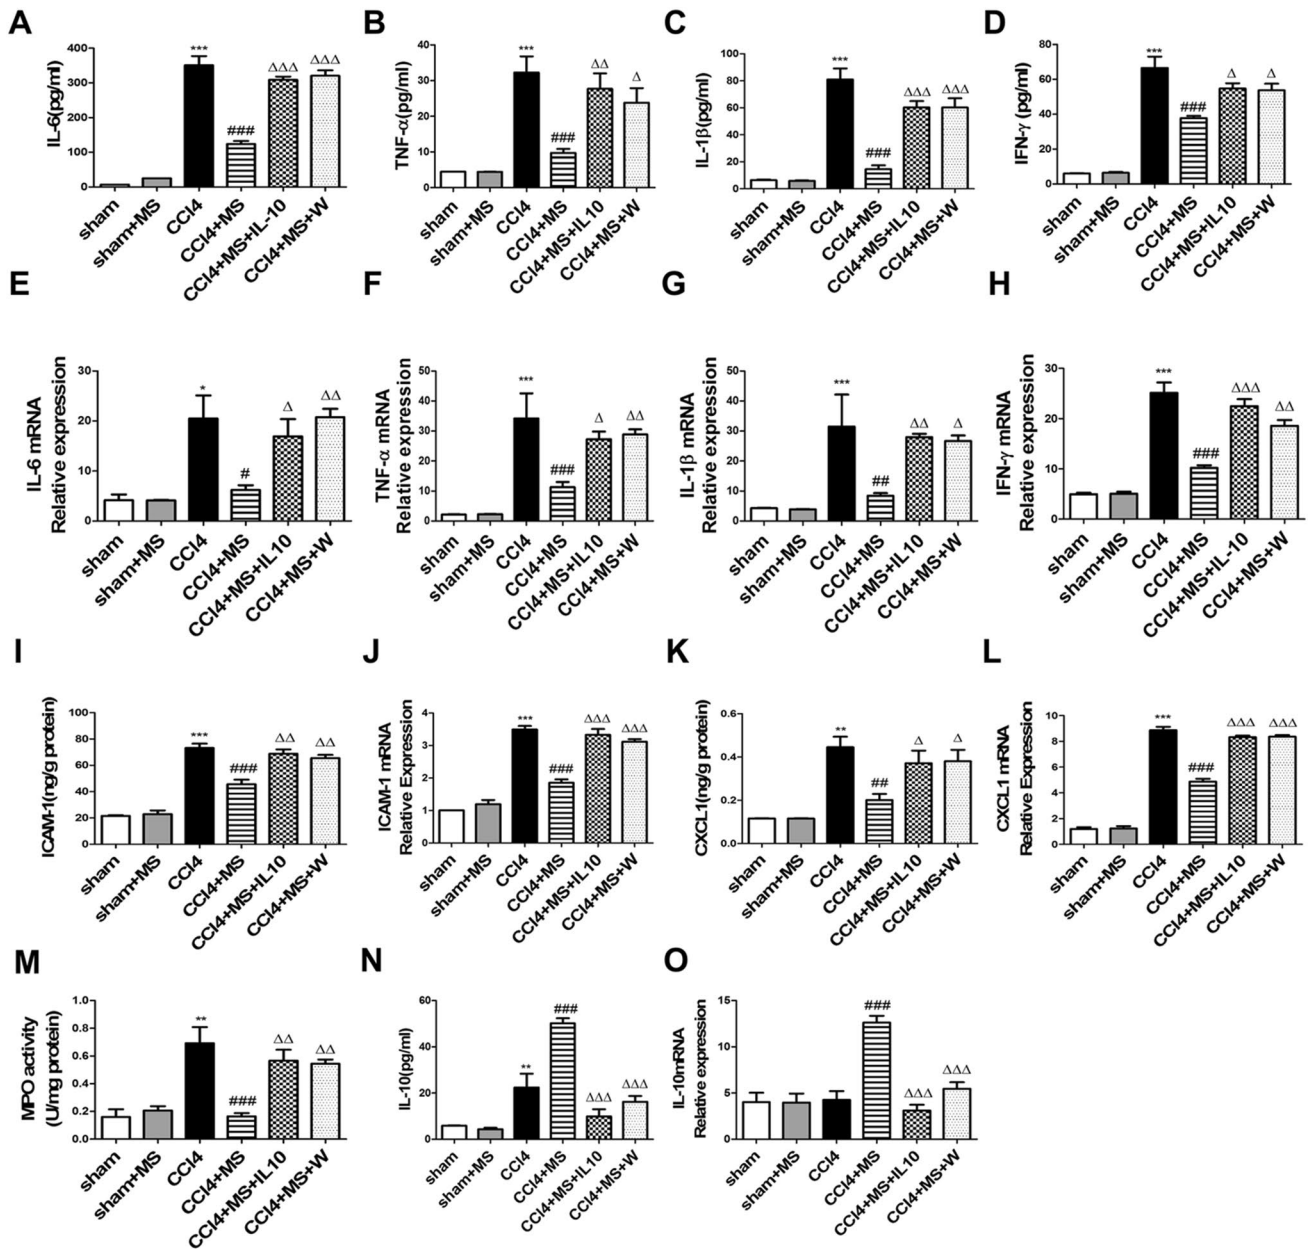 A
IL-6(pg/ml)
400
300
200
100
0
***
###
ΔΔΔ
ΔΔΔ
sham
sham+MS
CCl4
CCl4+MS
CCl4+MS+IL-10
CCl4+MS+W
B
TNF-α(pg/ml)
40
30
20
10
0
***
###
ΔΔ
Δ
sham
sham+MS
CCl4
CCl4+MS
CCl4+MS+IL10
CCl4+MS+W
C
IL-1β(pg/ml)
100
80
60
40
20
0
***
###
ΔΔΔ
ΔΔΔ
sham
sham+MS
CCl4
CCl4+MS
CCl4+MS+IL10
CCl4+MS+W
D
IFN-γ (pg/ml)
80
60
40
20
0
***
###
Δ
Δ
sham
sham+MS
CCl4
CCl4+MS
CCl4+MS+IL10
CCl4+MS+W
E
IL-6 mRNA
Relative expression
30
20
10
0
*
#
Δ
ΔΔ
sham
sham+MS
CCl4
CCl4+MS
CCl4+MS+IL10
CCl4+MS+W
F
TNF-α mRNA
Relative expression
50
40
30
20
10
0
***
###
Δ
ΔΔ
sham
sham+MS
CCl4
CCl4+MS
CCl4+MS+IL10
CCl4+MS+W
G
IL-1β mRNA
Relative expression
50
40
30
20
10
0
***
##
ΔΔ
Δ
sham
sham+MS
CCl4
CCl4+MS
CCl4+MS+IL10
CCl4+MS+W
H
IFN-γ mRNA
Relative expression
30
20
10
0
***
###
ΔΔΔ
ΔΔ
sham
sham+MS
CCl4
CCl4+MS
CCl4+MS+IL-10
CCl4+MS+W
I
ICAM-1(ng/g protein)
100
80
60
40
20
0
***
###
ΔΔ
ΔΔ
sham
sham+MS
CCl4
CCl4+MS
CCl4+MS+IL10
CCl4+MS+W
J
ICAM-1 mRNA
Relative Expression
4
3
2
1
0
***
###
ΔΔΔ
ΔΔΔ
sham
sham+MS
CCl4
CCl4+MS
CCl4+MS+IL10
CCl4+MS+W
K
CXCL1(ng/g protein)
0.6
0.4
0.2
0.0
**
##
Δ
Δ
sham
sham+MS
CCl4
CCl4+MS
CCl4+MS+IL10
CCl4+MS+W
L
CXCL1 mRNA
Relative Expression
10
8
6
4
2
0
***
###
ΔΔΔ
ΔΔΔ
sham
sham+MS
CCl4
CCl4+MS
CCl4+MS+IL10
CCl4+MS+W
M
MPO activity
(U/mg protein)
1.0
0.8
0.6
0.4
0.2
0.0
**
###
ΔΔ
ΔΔ
sham
sham+MS
CCl4
CCl4+MS
CCl4+MS+IL10
CCl4+MS+W
N
IL-10(pg/ml)
60
40
20
0
**
###
ΔΔΔ
ΔΔΔ
sham
sham+MS
CCl4
CCl4+MS
CCl4+MS+IL10
CCl4+MS+W
O
IL-10mRNA
Relative expression
15
10
5
0
###
ΔΔΔ
ΔΔΔ
sham
sham+MS
CCl4
CCl4+MS
CCl4+MS+IL10
CCl4+MS+W